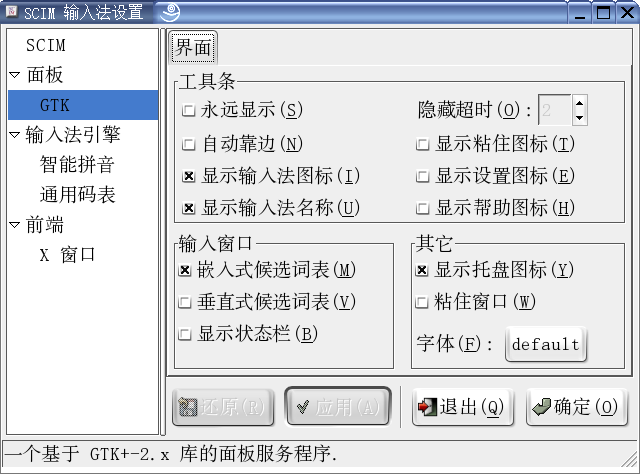 SCIM 输入法设置
SCIM
面板
GTK
输入法引擎
智能拼音
通用码表
前端
X 窗口
界面
工具条
永远显示(S)
隐藏超时(O): 2
自动靠边(N)
显示粘住图标(T)
显示输入法图标(I)
显示设置图标(E)
显示输入法名称(U)
显示帮助图标(H)
输入窗口
嵌入式候选词表(M)
垂直式候选词表(V)
显示状态栏(B)
其它
显示托盘图标(Y)
粘住窗口(W)
字体(F): default
还原(R)
应用(A)
退出(Q)
确定(O)
一个基于 GTK+-2.x 库的面板服务程序.